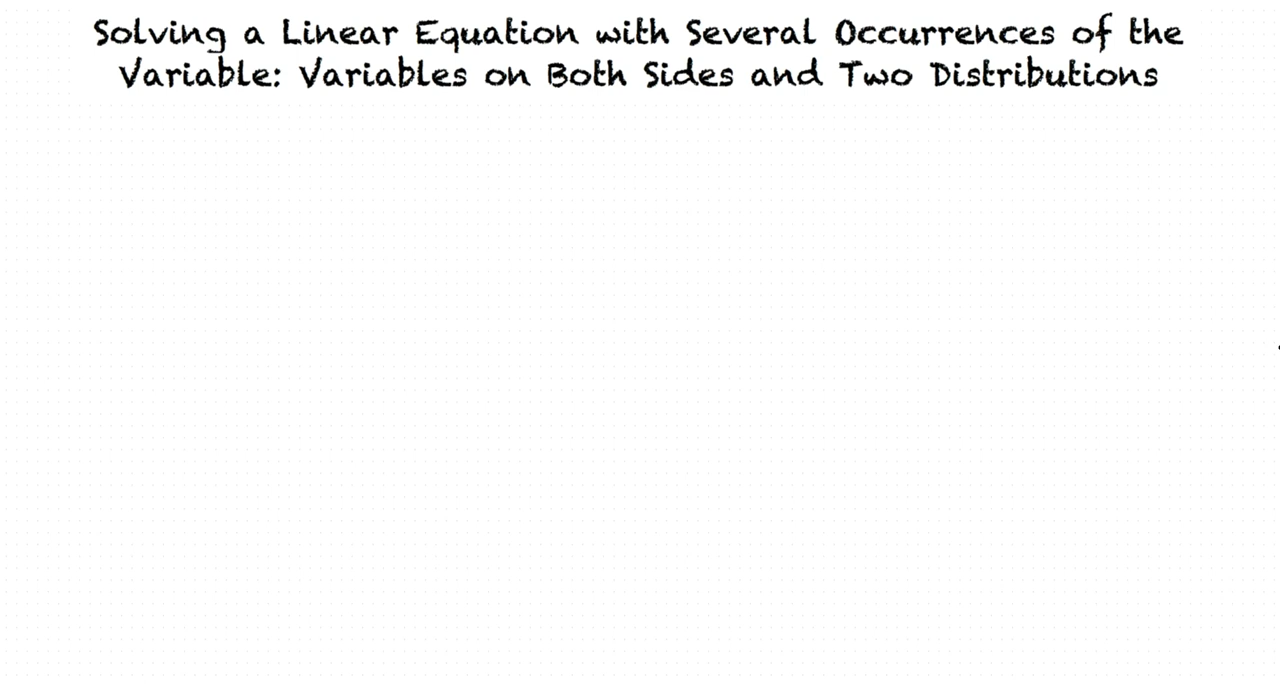 Solving a Linear Equation with Several Occurrences of the
Variable: Variables on Both Sides and Two Distributions